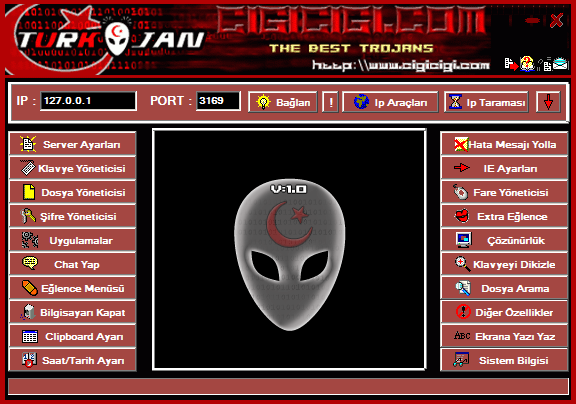 TURKOJAN
CIGICIGI.COM
THE BEST TROJANS
http://www.cigicigi.com
IP : 127.0.0.1 PORT : 3169 Bağlan ! Ip Araçları Ip Taraması
Server Ayarları
Klavye Yöneticisi
Dosya Yöneticisi
Şifre Yöneticisi
Uygulamalar
Chat Yap
Eğlence Menüsü
Bilgisayarı Kapat
Clipboard Ayarı
Saat/Tarih Ayarı
V:1.0
Hata Mesajı Yolla
IE Ayarları
Fare Yöneticisi
Extra Eğlence
Çözünürlük
Klavyeyi Dikizle
Dosya Arama
Diğer Özellikler
ABC Ekrana Yazı Yaz
Sistem Bilgisi